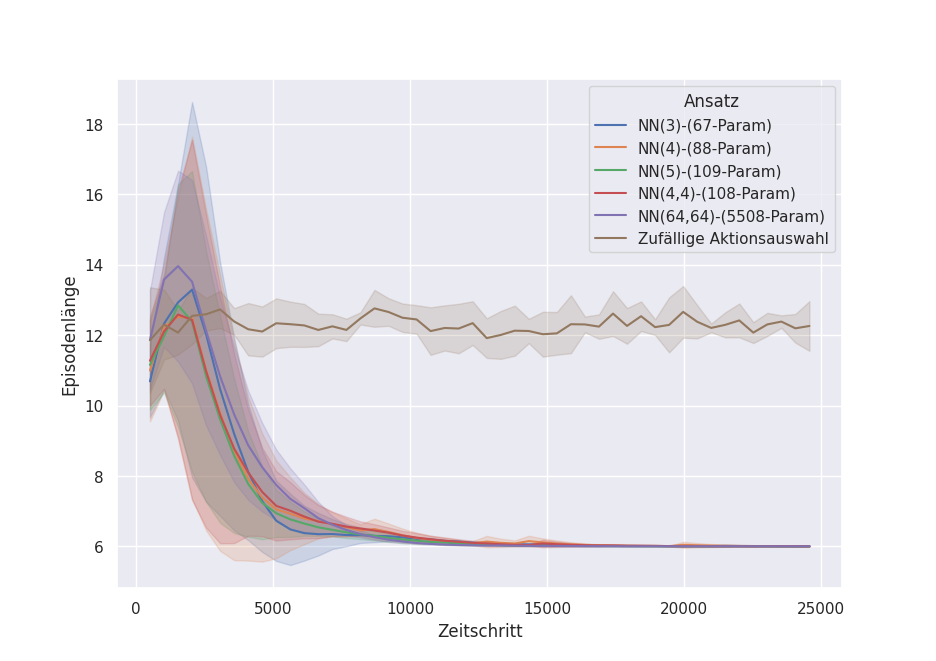 Ansatz
NN(3)-(67-Param)
NN(4)-(88-Param)
NN(5)-(109-Param)
NN(4,4)-(108-Param)
NN(64,64)-(5508-Param)
Zufällige Aktionsauswahl
18
16
14
12
10
8
6
Episodenlänge
0 5000 10000 15000 20000 25000
Zeitschritt